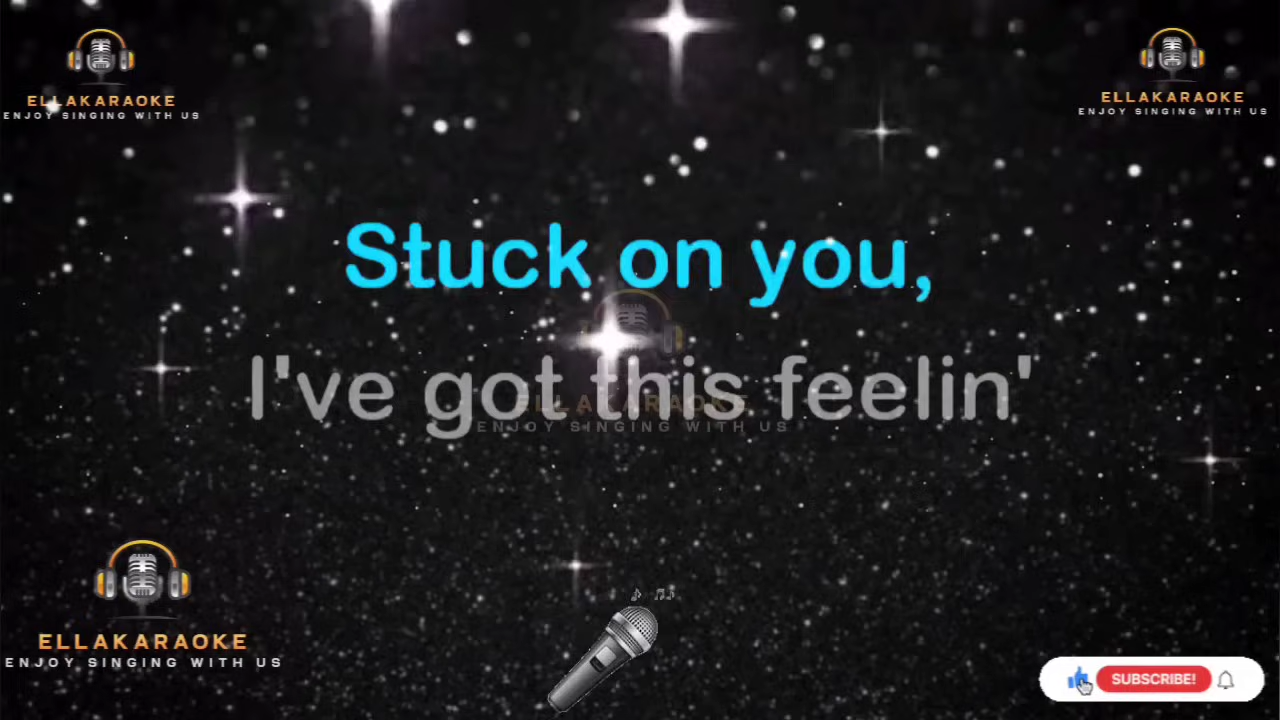 ELLAKARAOKE
ENJOY SINGING WITH US
ELLAKARAOKE
ENJOY SINGING WITH US
Stuck on you,
I've got this feelin'
ELLAKARAOKE
ENJOY SINGING WITH US
ELLAKARAOKE
ENJOY SINGING WITH US
SUBSCRIBE!